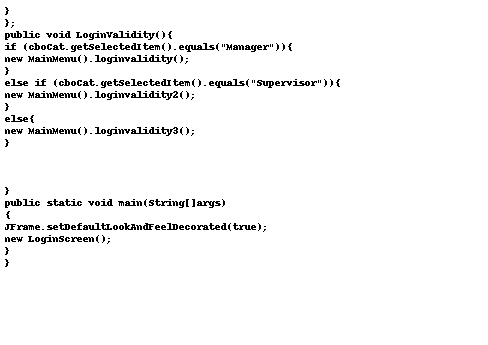 }
};
public void LoginValidity(){
if (cboCat.getSelectedItem().equals("Manager")){
new MainMenu().loginvalidity();
}
else if (cboCat.getSelectedItem().equals("Supervisor")){
new MainMenu().loginvalidity2();
}
else{
new MainMenu().loginvalidity3();
}
}
public static void main(String[]args)
{
JFrame.setDefaultLookAndFeelDecorated(true);
new LoginScreen();
}
}